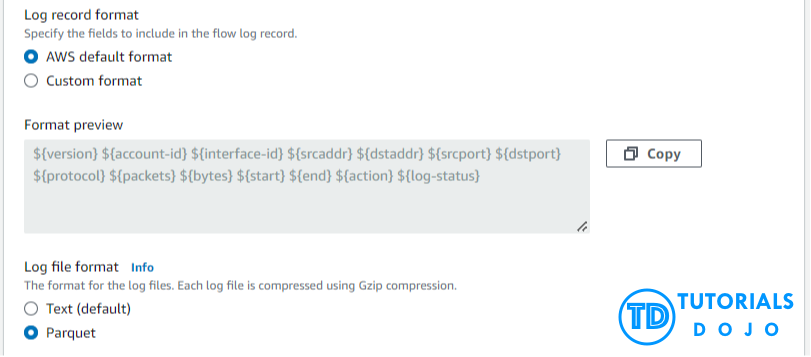 Log record format
Specify the fields to include in the flow log record.
AWS default format
Custom format
Format preview
${version} ${account-id} ${interface-id} ${srcaddr} ${dstaddr} ${srcport} ${dstport}
${protocol} ${packets} ${bytes} ${start} ${end} ${action} ${log-status}
Copy
Log file format Info
The format for the log files. Each log file is compressed using Gzip compression.
Text (default)
Parquet
TD
TUTORIALS
DOJO